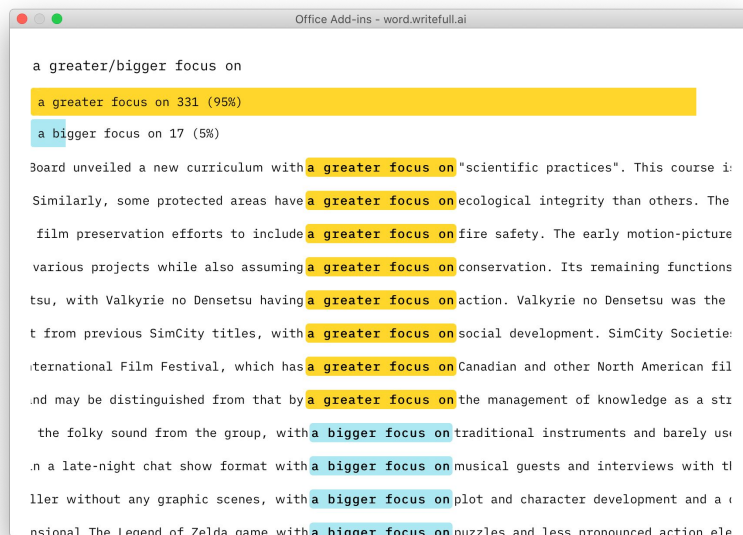 Office Add-ins - word.writefull.ai
a greater/bigger focus on
a greater focus on 331 (95%)
a bigger focus on 17 (5%)
Board unveiled a new curriculum with a greater focus on "scientific practices". This course is
Similarly, some protected areas have a greater focus on ecological integrity than others. The
film preservation efforts to include a greater focus on fire safety. The early motion-picture
various projects while also assuming a greater focus on conservation. Its remaining functions
tsu, with Valkyrie no Densetsu having a greater focus on action. Valkyrie no Densetsu was the
t from previous SimCity titles, with a greater focus on social development. SimCity Societies
nternational Film Festival, which has a greater focus on Canadian and other North American fil
nd may be distinguished from that by a greater focus on the management of knowledge as a str
the folky sound from the group, with a bigger focus on traditional instruments and barely use
in a late-night chat show format with a bigger focus on musical guests and interviews with th
ller without any graphic scenes, with a bigger focus on plot and character development and a
nsional The Legend of Zelda game with a bigger focus on puzzles and less pronounced action ele